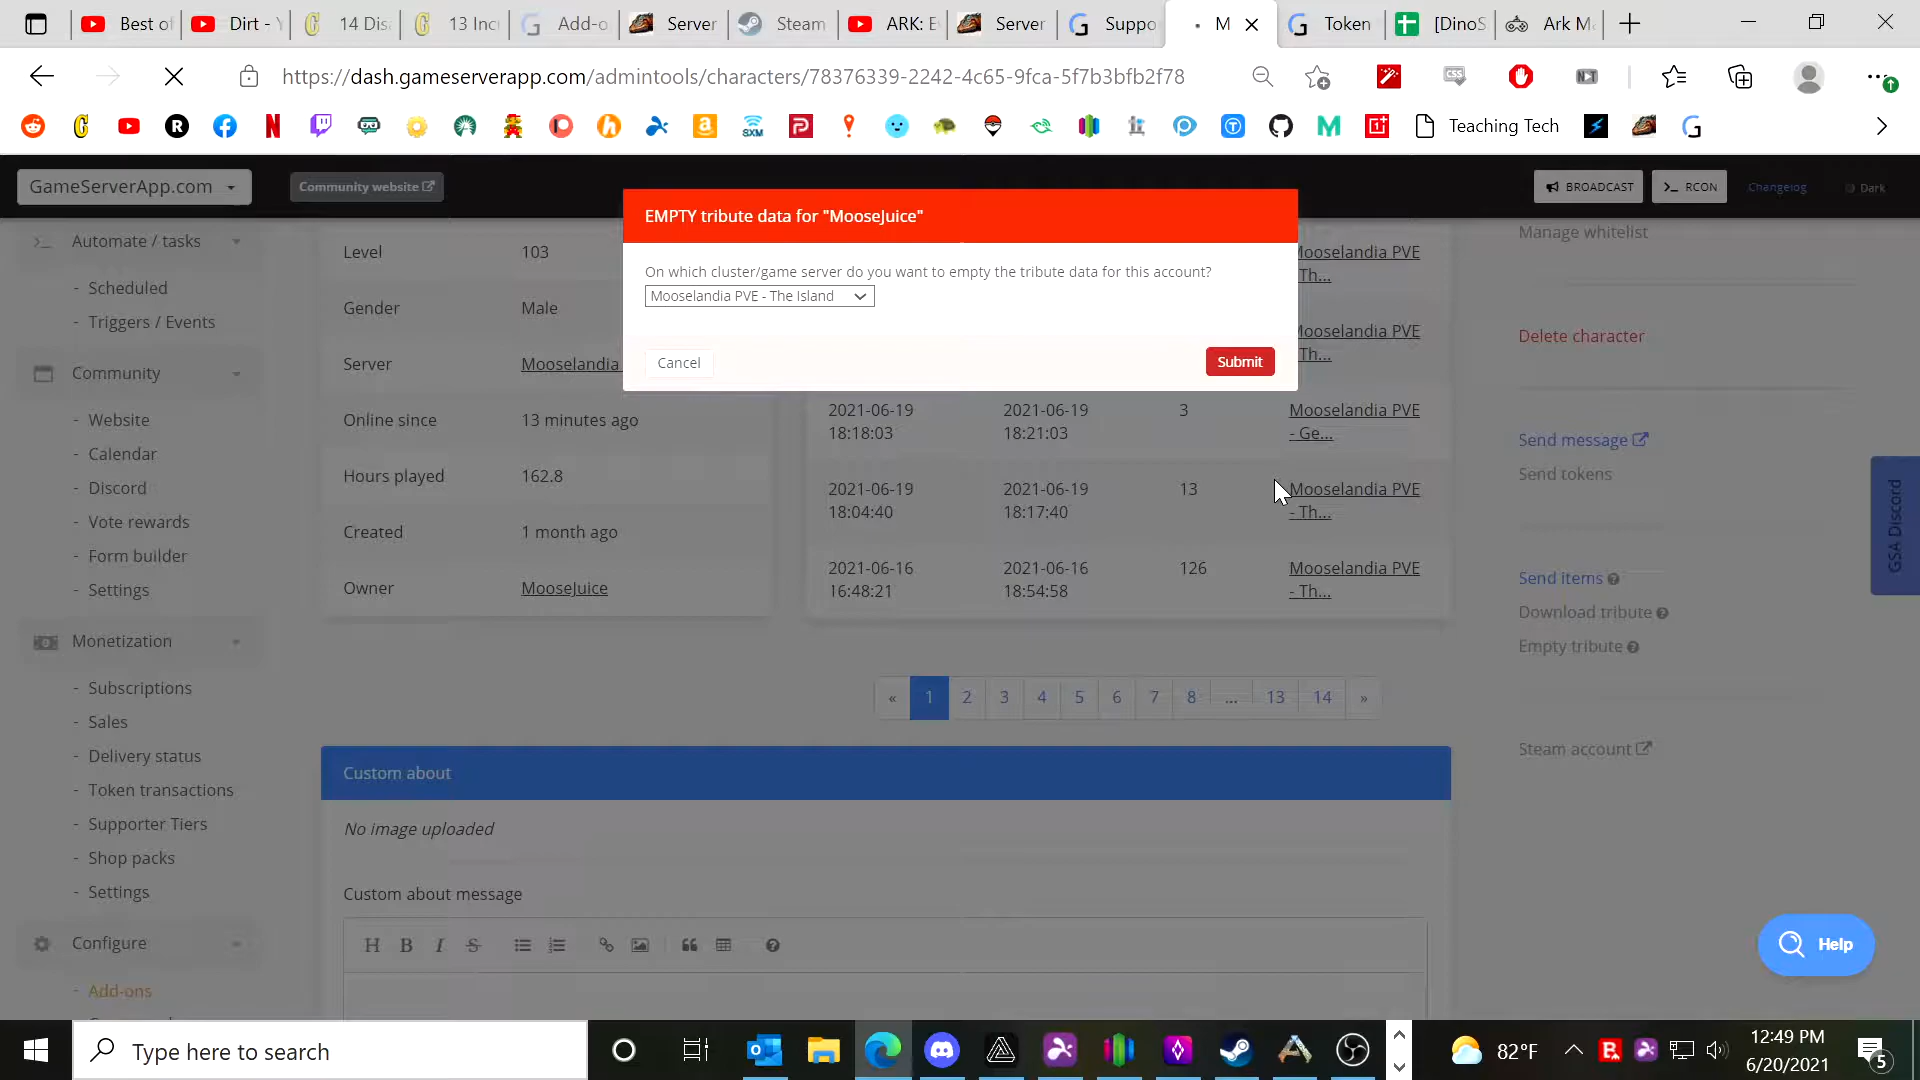 Best of
Dirt - Y
14 Dis
13 Inc
Add-o
Server
Steam
ARK: E
Server
Suppo
M
Token
[DinoS
Ark M
https://dash.gameserverapp.com/admintools/characters/78376339-2242-4c65-9fca-5f7b3bfb2f78
CSS
SXM
Teaching Tech
GameServerApp.com
Community website
BROADCAST
RCON
Changelog
Dark
EMPTY tribute data for "MooseJuice"
On which cluster/game server do you want to empty the tribute data for this account?
Mooselandia PVE - The Island
Cancel
Submit
Automate / tasks
- Scheduled
- Triggers / Events
Community
- Website
- Calendar
- Discord
- Vote rewards
- Form builder
- Settings
Monetization
- Subscriptions
- Sales
- Delivery status
- Token transactions
- Supporter Tiers
- Shop packs
- Settings
Configure
- Add-ons
Level 103
Gender Male
Server Mooselandia
Online since 13 minutes ago
Hours played 162.8
Created 1 month ago
Owner MooseJuice
Mooselandia PVE
- Th...
Mooselandia PVE
- Th...
2021-06-19 2021-06-19 3 Mooselandia PVE
18:18:03 18:21:03 - Ge...
2021-06-19 2021-06-19 13 Mooselandia PVE
18:04:40 18:17:40 - Th...
2021-06-16 2021-06-16 126 Mooselandia PVE
16:48:21 18:54:58 - Th...
« 1 2 3 4 5 6 7 8 ... 13 14 »
Custom about
No image uploaded
Custom about message
H B I S
Manage whitelist
Delete character
Send message
Send tokens
Send items
Download tribute
Empty tribute
Steam account
GSA Discord
Help
Type here to search
82°F
12:49 PM
6/20/2021
5